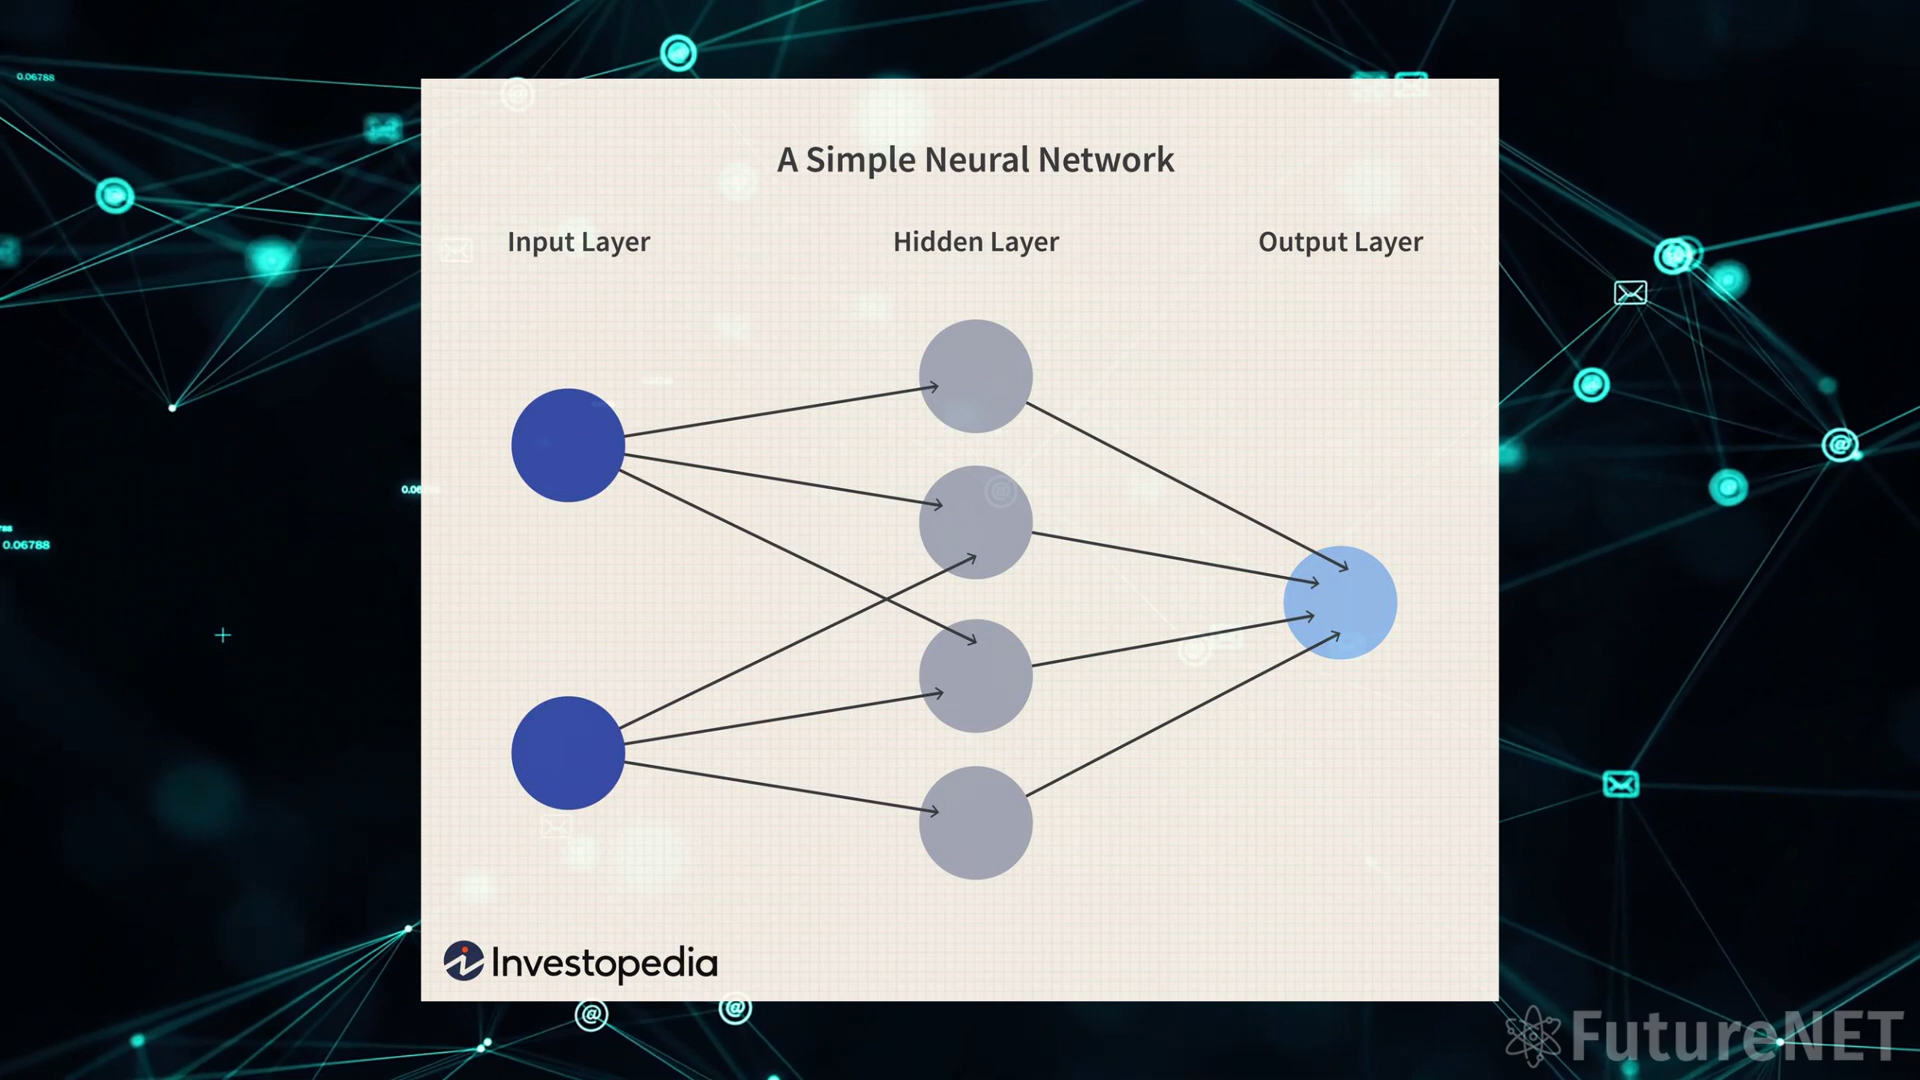 0.06788
A Simple Neural Network
Input Layer
Hidden Layer
Output Layer
0.06788
Investopedia
FutureNET